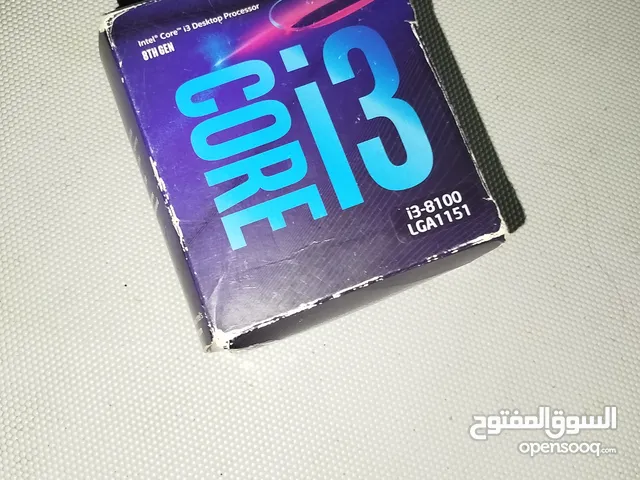 Intel® Core™ i3 Desktop Processor
8TH GEN
CORE
i3
i3-8100
LGA1151
السوق المفتوح
opensooq.com